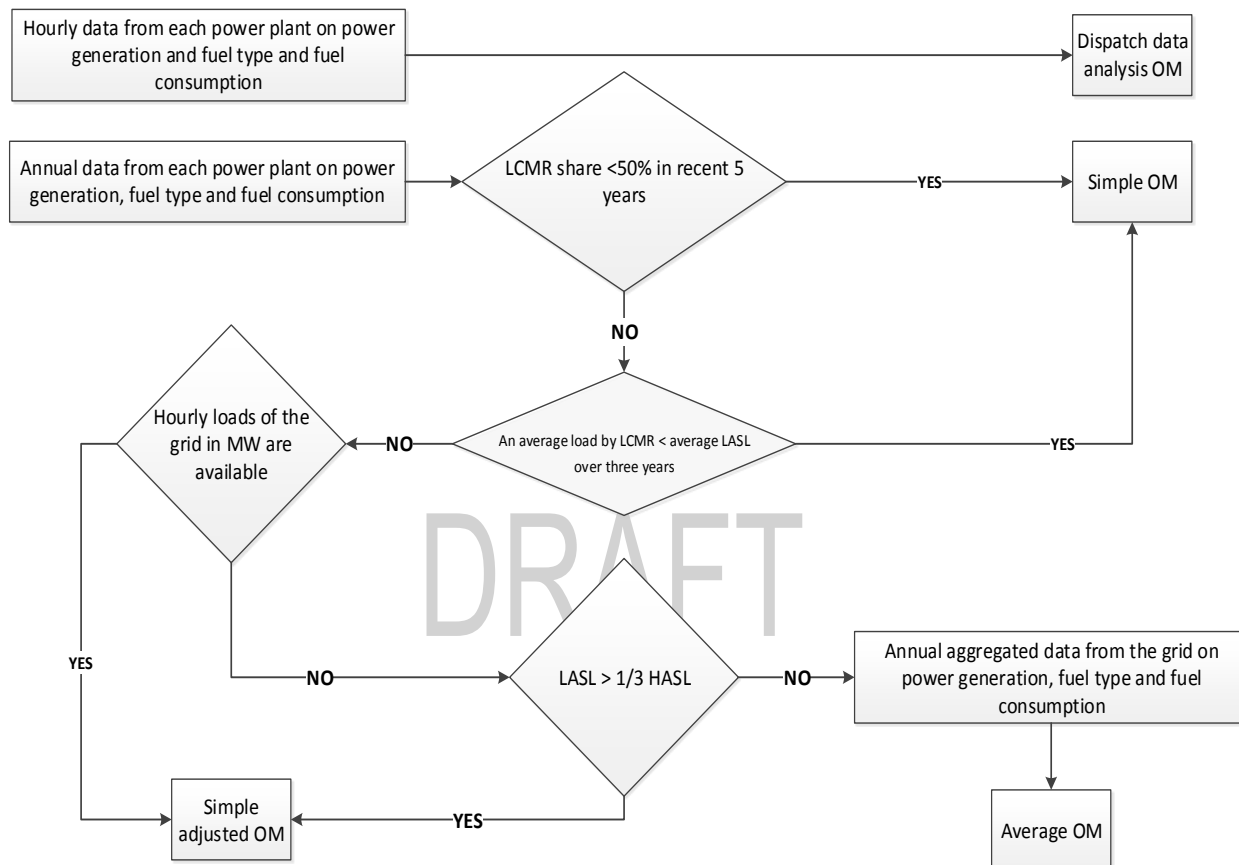 Hourly data from each power plant on power
generation and fuel type and fuel
consumption
Dispatch data
analysis OM
Annual data from each power plant on power
generation, fuel type and fuel consumption
LCMR share <50% in recent 5
years
YES
Simple OM
NO
Hourly loads of the
grid in MW are
available
NO
An average load by LCMR < average LASL
over three years
YES
DRAFT
YES
NO
LASL > 1/3 HASL
NO
Annual aggregated data from the grid on
power generation, fuel type and fuel
consumption
Simple
adjusted OM
YES
Average OM